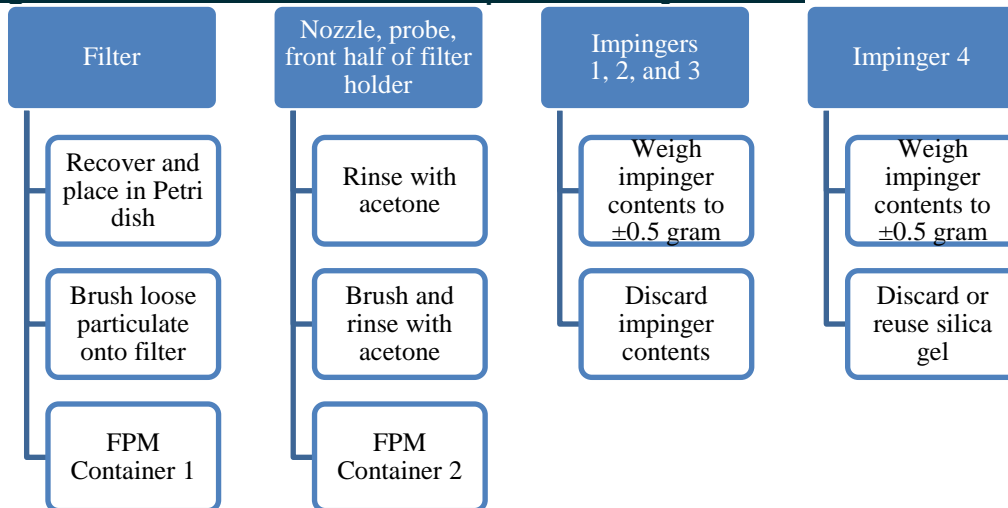 Filter
Recover and
place in Petri
dish
Brush loose
particulate
onto filter
FPM
Container 1
Nozzle, probe,
front half of filter
holder
Rinse with
acetone
Brush and
rinse with
acetone
FPM
Container 2
Impingers
1, 2, and 3
Weigh
impinger
contents to
±0.5 gram
Discard
impinger
contents
Impinger 4
Weigh
impinger
contents to
±0.5 gram
Discard or
reuse silica
gel